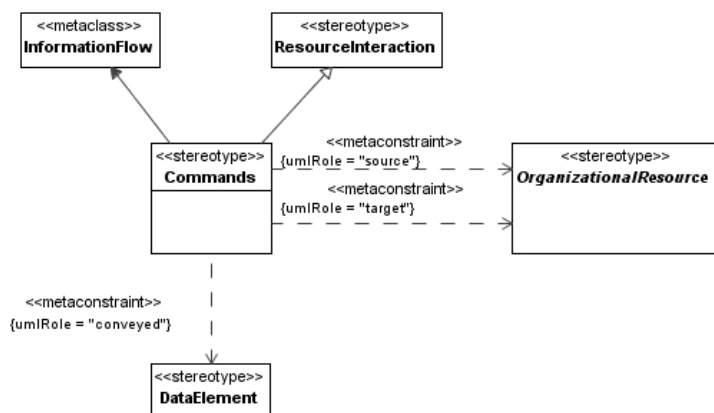 <<metaclass>>
InformationFlow
<<stereotype>>
ResourceInteraction
<<stereotype>>
Commands
<<metaconstraint>>
{umlRole = "source"}
<<metaconstraint>>
{umlRole = "target"}
<<stereotype>>
OrganizationalResource
<<metaconstraint>>
{umlRole = "conveyed"}
<<stereotype>>
DataElement